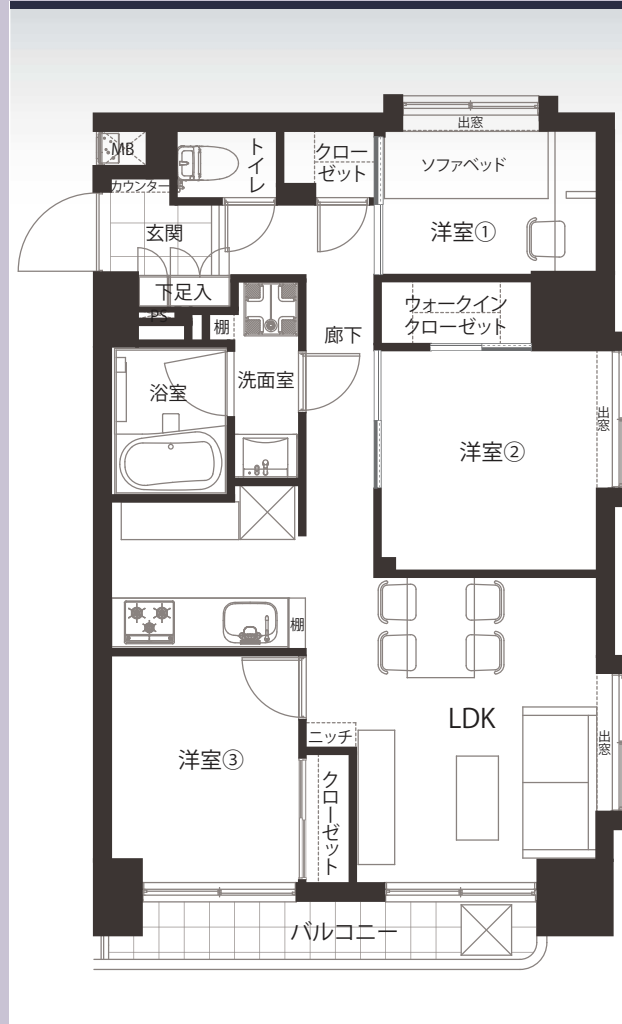 出窓
MB
トイレ
クロー
ゼット
ソファベッド
カウンター
玄関
洋室①
下足入
PS
棚
廊下
ウォークイン
クローゼット
浴室
洗面室
出窓
洋室②
棚
LDK
ニッチ
洋室③
クローゼット
出窓
バルコニー